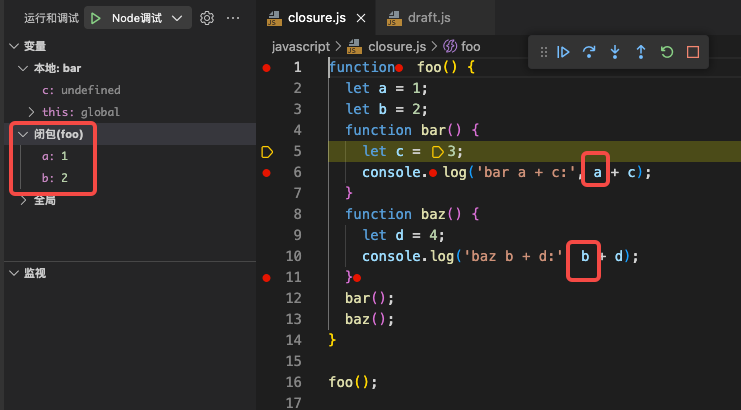 运行和调试 Node调试
变量
本地: bar
c: undefined
this: global
闭包(foo)
a: 1
b: 2
全局
监视
JS closure.js JS draft.js
javascript > JS closure.js > foo
1 function foo() {
2 let a = 1;
3 let b = 2;
4 function bar() {
5 let c = 3;
6 console.log('bar a + c:', a + c);
7 }
8 function baz() {
9 let d = 4;
10 console.log('baz b + d:' b + d);
11 }
12 bar();
13 baz();
14 }
15
16 foo();
17